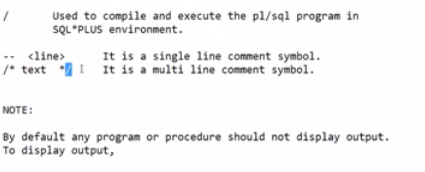 / Used to compile and execute the pl/sql program in
SQL*PLUS environment.
-- <line> It is a single line comment symbol.
/* text */ It is a multi line comment symbol.
NOTE:
By default any program or procedure should not display output.
To display output,